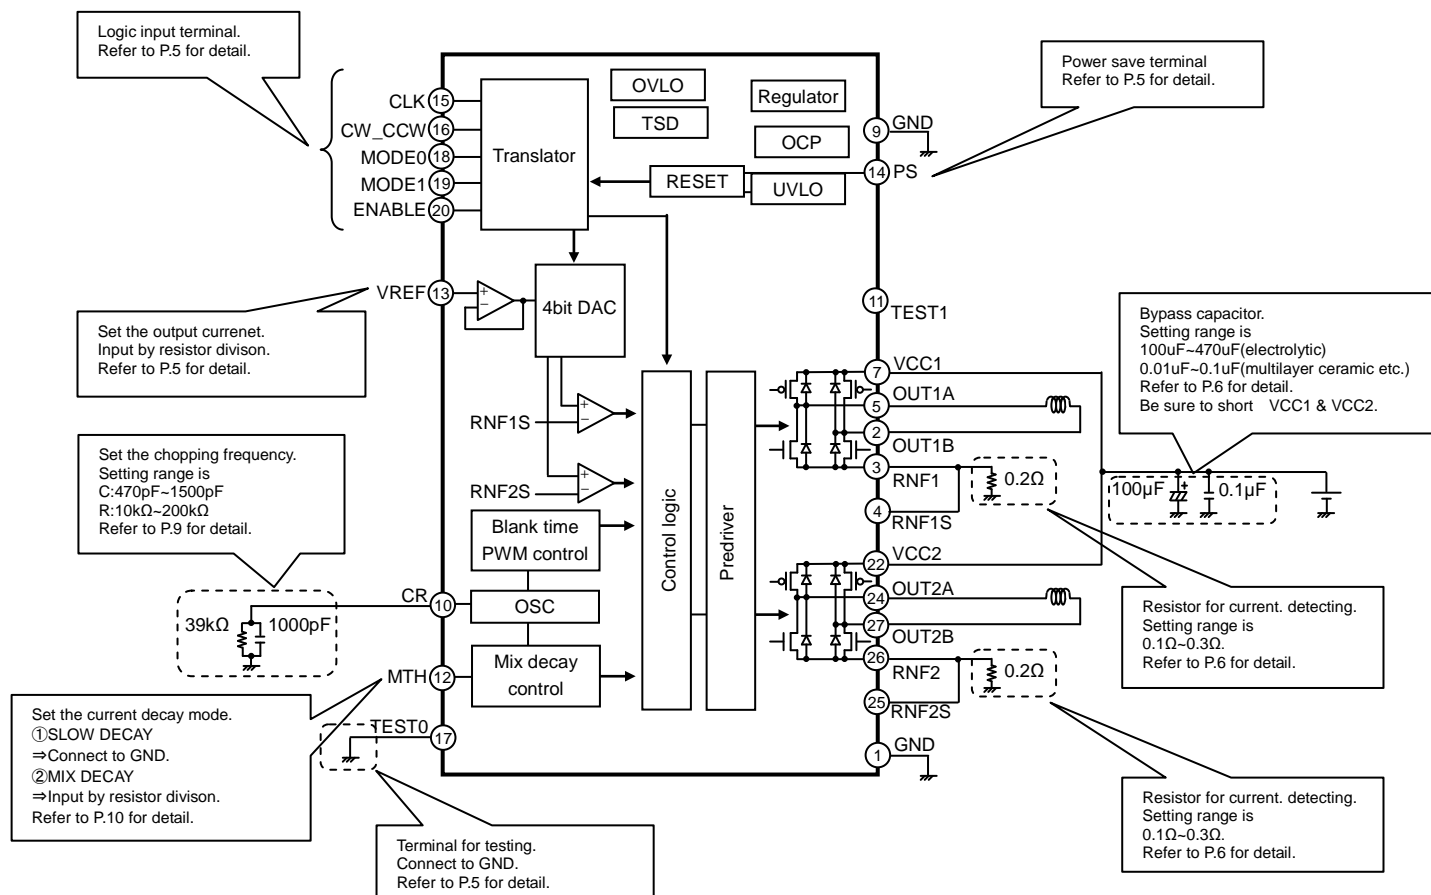 Logic input terminal.
Refer to P.5 for detail.
Power save terminal
Refer to P.5 for detail.
CLK 15
CW_CCW 16
MODE0 18
MODE1 19
ENABLE 20
Translator
OVLO
TSD
Regulator
OCP
RESET
UVLO
9 GND
14 PS
VREF 13
+
−
4bit DAC
11
TEST1
Set the output currenet.
Input by resistor divison.
Refer to P.5 for detail.
Bypass capacitor.
Setting range is
100uF~470uF(electrolytic)
0.01uF~0.1uF(multilayer ceramic etc.)
Refer to P.6 for detail.
Be sure to short VCC1 & VCC2.
VCC1
7
OUT1A
5
2
OUT1B
3
RNF1
4
RNF1S
0.2Ω
100µF
+
0.1µF
RNF1S
+
−
RNF2S
+
−
Set the chopping frequency.
Setting range is
C:470pF~1500pF
R:10kΩ~200kΩ
Refer to P.9 for detail.
Blank time
PWM control
Control logic
Predriver
CR
10
OSC
39kΩ
1000pF
MTH 12
Mix decay
control
VCC2
22
OUT2A
24
27
OUT2B
26
RNF2
25
RNF2S
0.2Ω
Resistor for current. detecting.
Setting range is
0.1Ω~0.3Ω.
Refer to P.6 for detail.
Set the current decay mode.
①SLOW DECAY
⇒Connect to GND.
②MIX DECAY
⇒Input by resistor divison.
Refer to P.10 for detail.
TEST0
17
1
GND
Terminal for testing.
Connect to GND.
Refer to P.5 for detail.
Resistor for current. detecting.
Setting range is
0.1Ω~0.3Ω.
Refer to P.6 for detail.